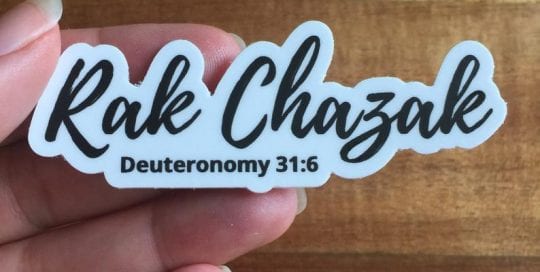 Rak Chazak
Deuteronomy 31:6